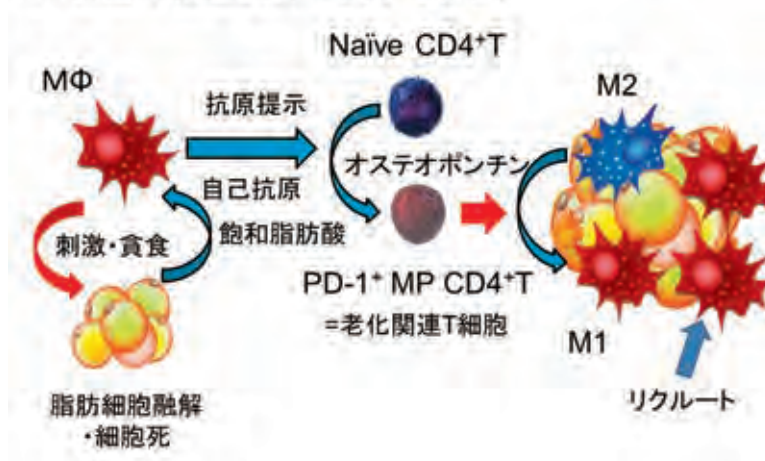 MΦ
抗原提示
自己抗原
飽和脂肪酸
刺激・貪食
脂肪細胞融解
・細胞死
Naïve CD4⁺T
オステオポンチン
PD-1⁺ MP CD4⁺T
=老化関連T細胞
M2
M1
リクルート